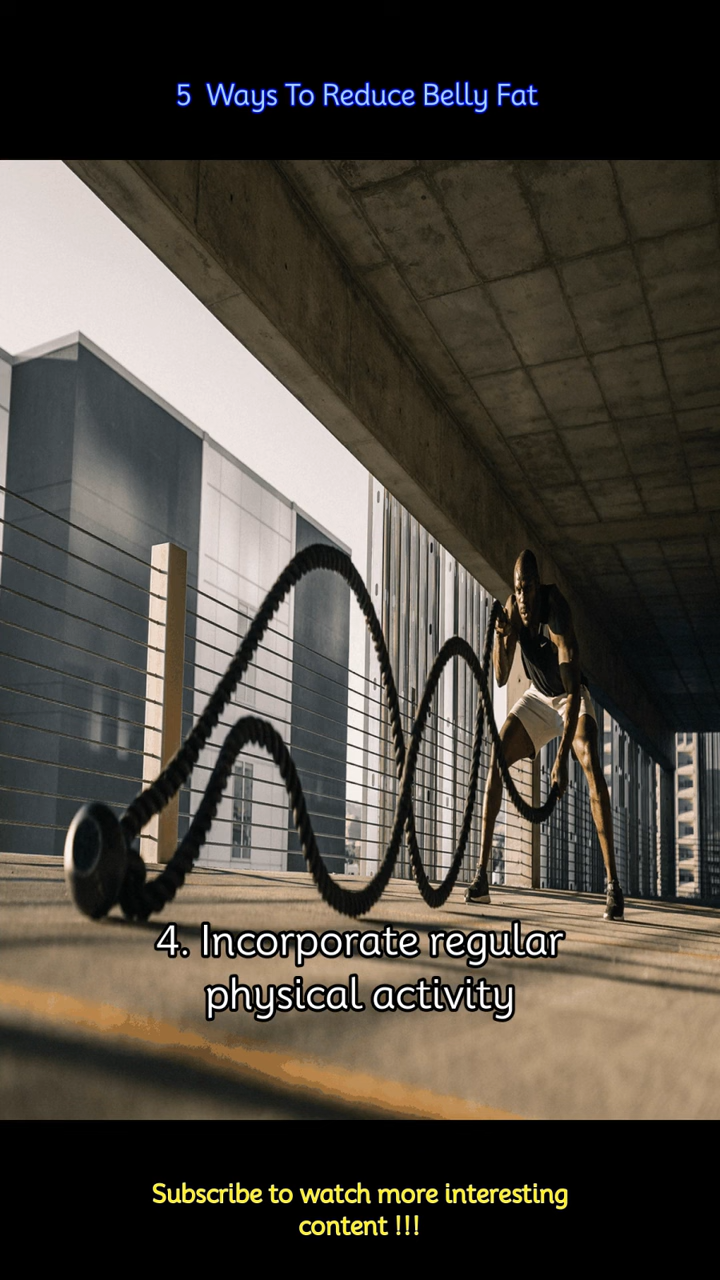 5 Ways To Reduce Belly Fat
4. Incorporate regular
physical activity
Subscribe to watch more interesting
content !!!